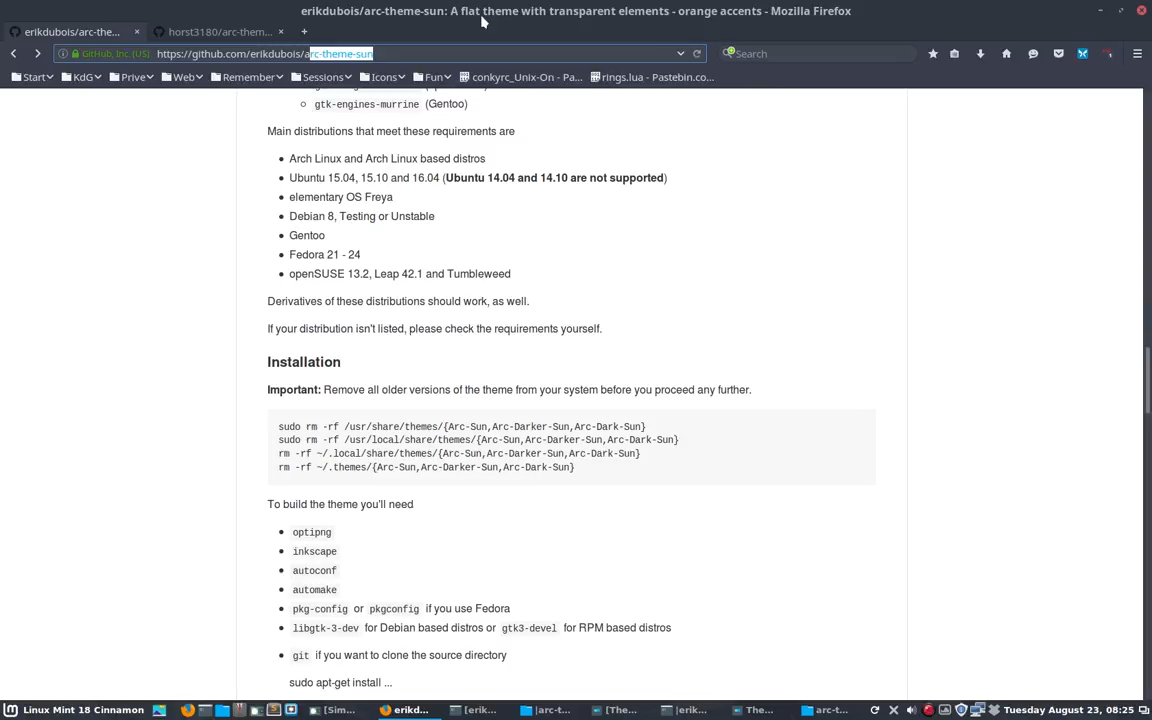 erikdubois/arc-theme-sun: A flat theme with transparent elements - orange accents - Mozilla Firefox
erikdubois/arc-the... × horst3180/arc-them... × +
GitHub, Inc. (US) https://github.com/erikdubois/arc-theme-sun Search
Start KdG Prive Web Remember Sessions Icons Fun conkyrc_Unix-On - Pa... rings.lua - Pastebin.co...
gtk-engines-murrine (Gentoo)
Main distributions that meet these requirements are
Arch Linux and Arch Linux based distros
Ubuntu 15.04, 15.10 and 16.04 (Ubuntu 14.04 and 14.10 are not supported)
elementary OS Freya
Debian 8, Testing or Unstable
Gentoo
Fedora 21 - 24
openSUSE 13.2, Leap 42.1 and Tumbleweed
Derivatives of these distributions should work, as well.
If your distribution isn't listed, please check the requirements yourself.
Installation
Important: Remove all older versions of the theme from your system before you proceed any further.
sudo rm -rf /usr/share/themes/{Arc-Sun,Arc-Darker-Sun,Arc-Dark-Sun}
sudo rm -rf /usr/local/share/themes/{Arc-Sun,Arc-Darker-Sun,Arc-Dark-Sun}
rm -rf ~/.local/share/themes/{Arc-Sun,Arc-Darker-Sun,Arc-Dark-Sun}
rm -rf ~/.themes/{Arc-Sun,Arc-Darker-Sun,Arc-Dark-Sun}
To build the theme you'll need
optipng
inkscape
autoconf
automake
pkg-config or pkgconfig if you use Fedora
libgtk-3-dev for Debian based distros or gtk3-devel for RPM based distros
git if you want to clone the source directory
sudo apt-get install ...
Linux Mint 18 Cinnamon [Sim... erikd... [erik... |arc-t... [The... |erik... The... arc-t... Tuesday August 23, 08:25